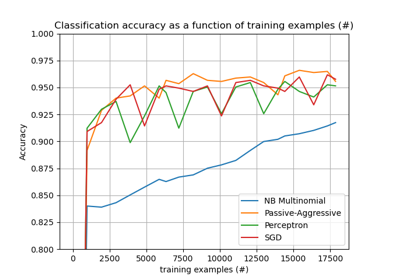 Classification accuracy as a function of training examples (#)
1.000
0.975
0.950
0.925
0.900
0.875
0.850
0.825
0.800
Accuracy
NB Multinomial
Passive-Aggressive
Perceptron
SGD
0 2500 5000 7500 10000 12500 15000 17500
training examples (#)